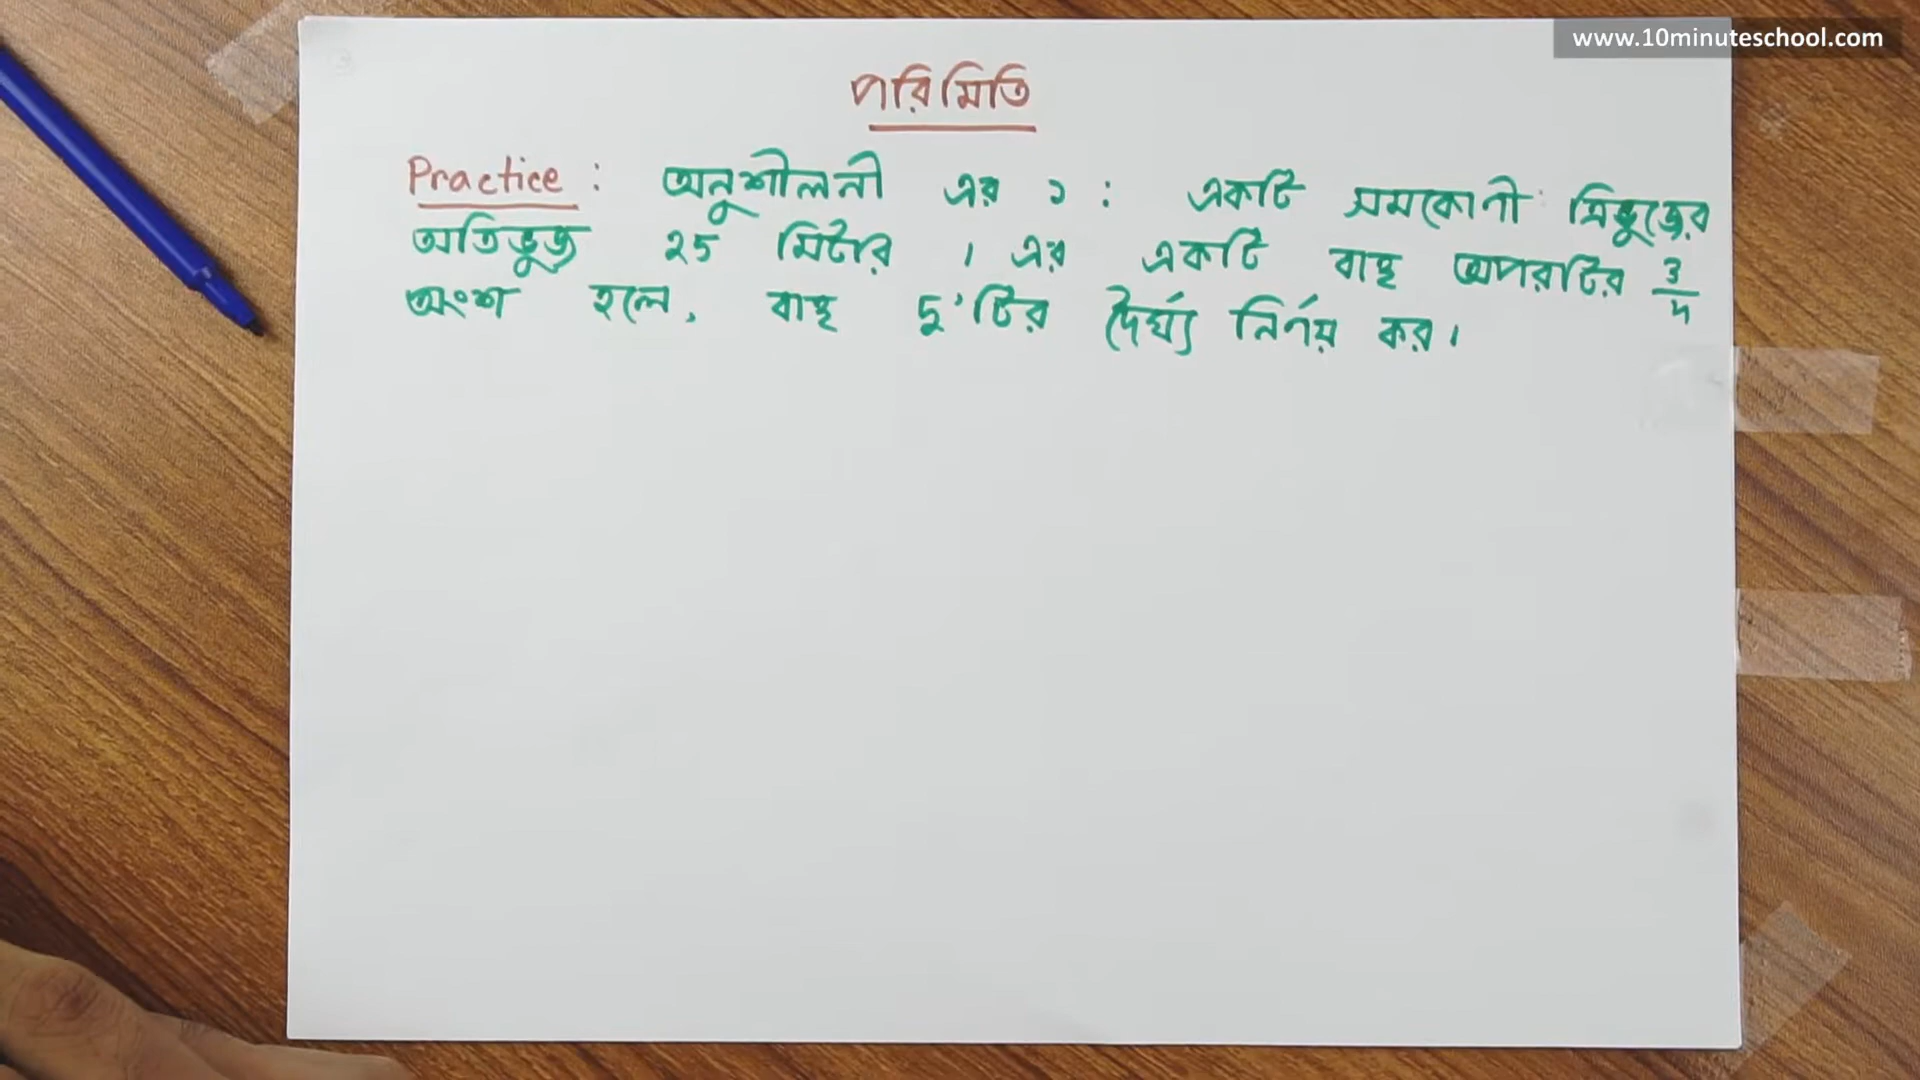 www.10minuteschool.com
পরিমিতি
Practice : অনুশীলনী এর ১ : একটি সমকোণী ত্রিভুজের
অতিভুজ ২5 মিটার । এর একটি বাহু অপরটির 3/4
অংশ হলে, বাহু দু'টির দৈর্ঘ্য নির্ণয় কর ।